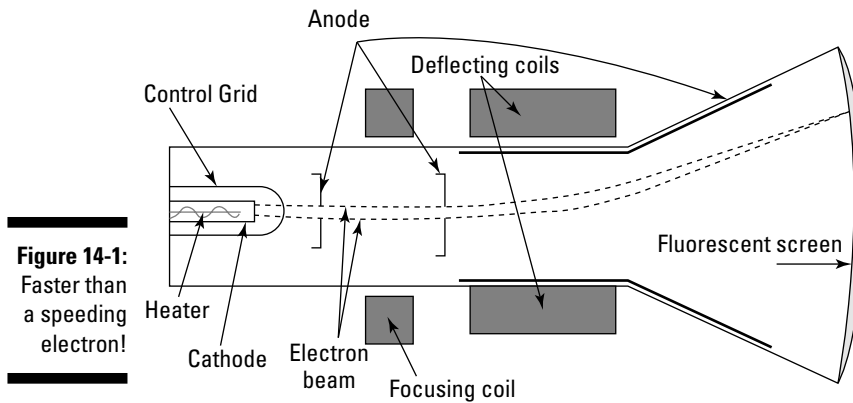 Anode
Deflecting coils
Control Grid
Fluorescent screen
Figure 14-1:
Faster than
a speeding
electron!
Heater
Cathode
Electron
beam
Focusing coil